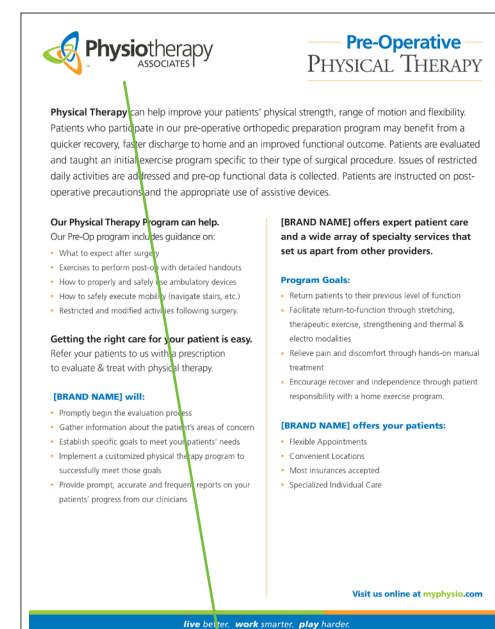 Physiotherapy
ASSOCIATES
Pre-Operative
PHYSICAL THERAPY
Physical Therapy can help improve your patients' physical strength, range of motion and flexibility.
Patients who participate in our pre-operative orthopedic preparation program may benefit from a
quicker recovery, faster discharge to home and an improved functional outcome. Patients are evaluated
and taught an initial exercise program specific to their type of surgical procedure. Issues of restricted
daily activities are addressed and pre-op functional data is collected. Patients are instructed on post-
operative precautions and the appropriate use of assistive devices.
Our Physical Therapy Program can help.
Our Pre-Op program includes guidance on:
• What to expect after surgery
• Exercises to perform post-op with detailed handouts
• How to properly and safely use ambulatory devices
• How to safely execute mobility (navigate stairs, etc.)
• Restricted and modified activities following surgery.
Getting the right care for your patient is easy.
Refer your patients to us with a prescription
to evaluate & treat with physical therapy.
[BRAND NAME] will:
• Promptly begin the evaluation process
• Gather information about the patient's areas of concern
• Establish specific goals to meet your patients' needs
• Implement a customized physical therapy program to
successfully meet those goals
• Provide prompt, accurate and frequent reports on your
patients' progress from our clinicians
[BRAND NAME] offers expert patient care
and a wide array of specialty services that
set us apart from other providers.
Program Goals:
• Return patients to their previous level of function
• Facilitate return-to-function through stretching,
therapeutic exercise, strengthening and thermal &
electro modalities
• Relieve pain and discomfort through hands-on manual
treatment
• Encourage recover and independence through patient
responsibility with a home exercise program.
[BRAND NAME] offers your patients:
• Flexible Appointments
• Convenient Locations
• Most insurances accepted
• Specialized Individual Care
Visit us online at myphysio.com
live better. work smarter. play harder.